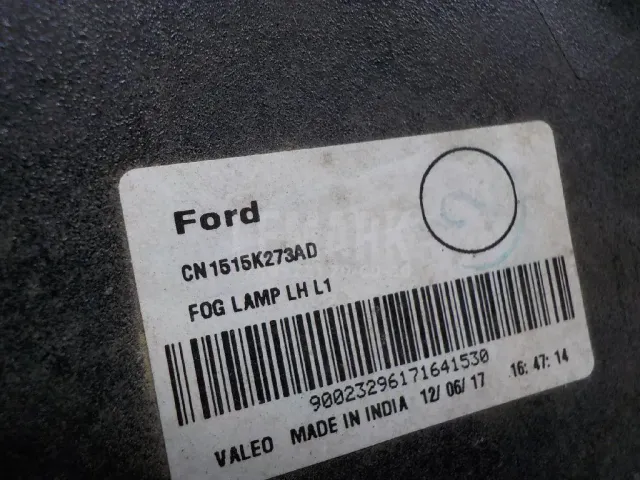 Ford
CN1515K273AD
FOG LAMP LH L1
90023296171641530
VALEO MADE IN INDIA 12/06/17 16:47:14